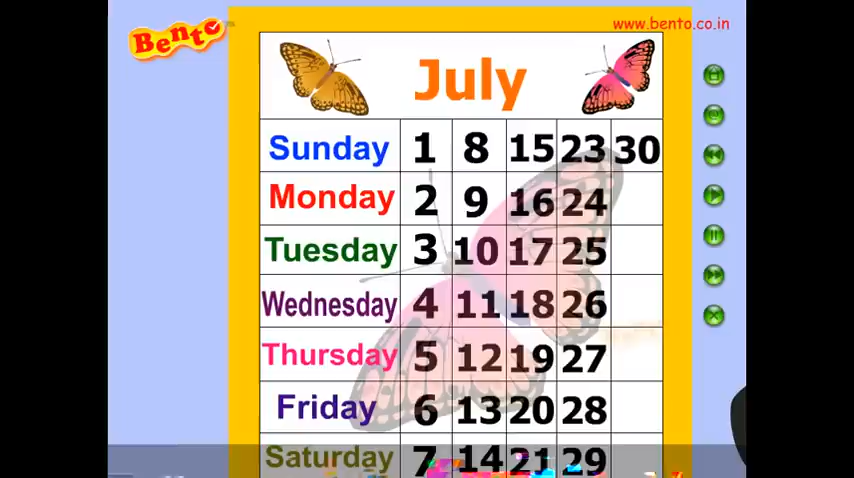 Bento
www.bento.co.in
July
Sunday 1 8 15 23 30
Monday 2 9 16 24
Tuesday 3 10 17 25
Wednesday 4 11 18 26
Thursday 5 12 19 27
Friday 6 13 20 28
Saturday 7 14 21 29